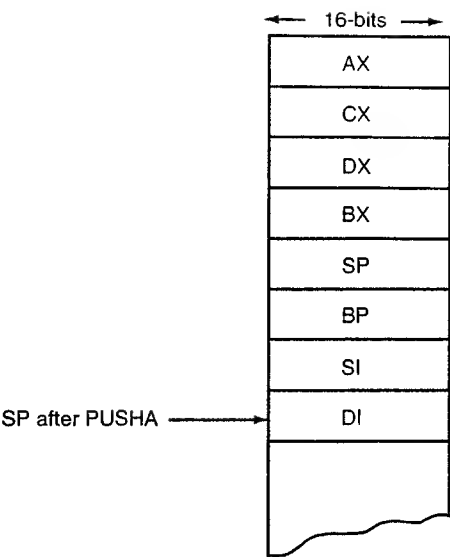 16-bits
AX
CX
DX
BX
SP
BP
SI
SP after PUSHA
DI